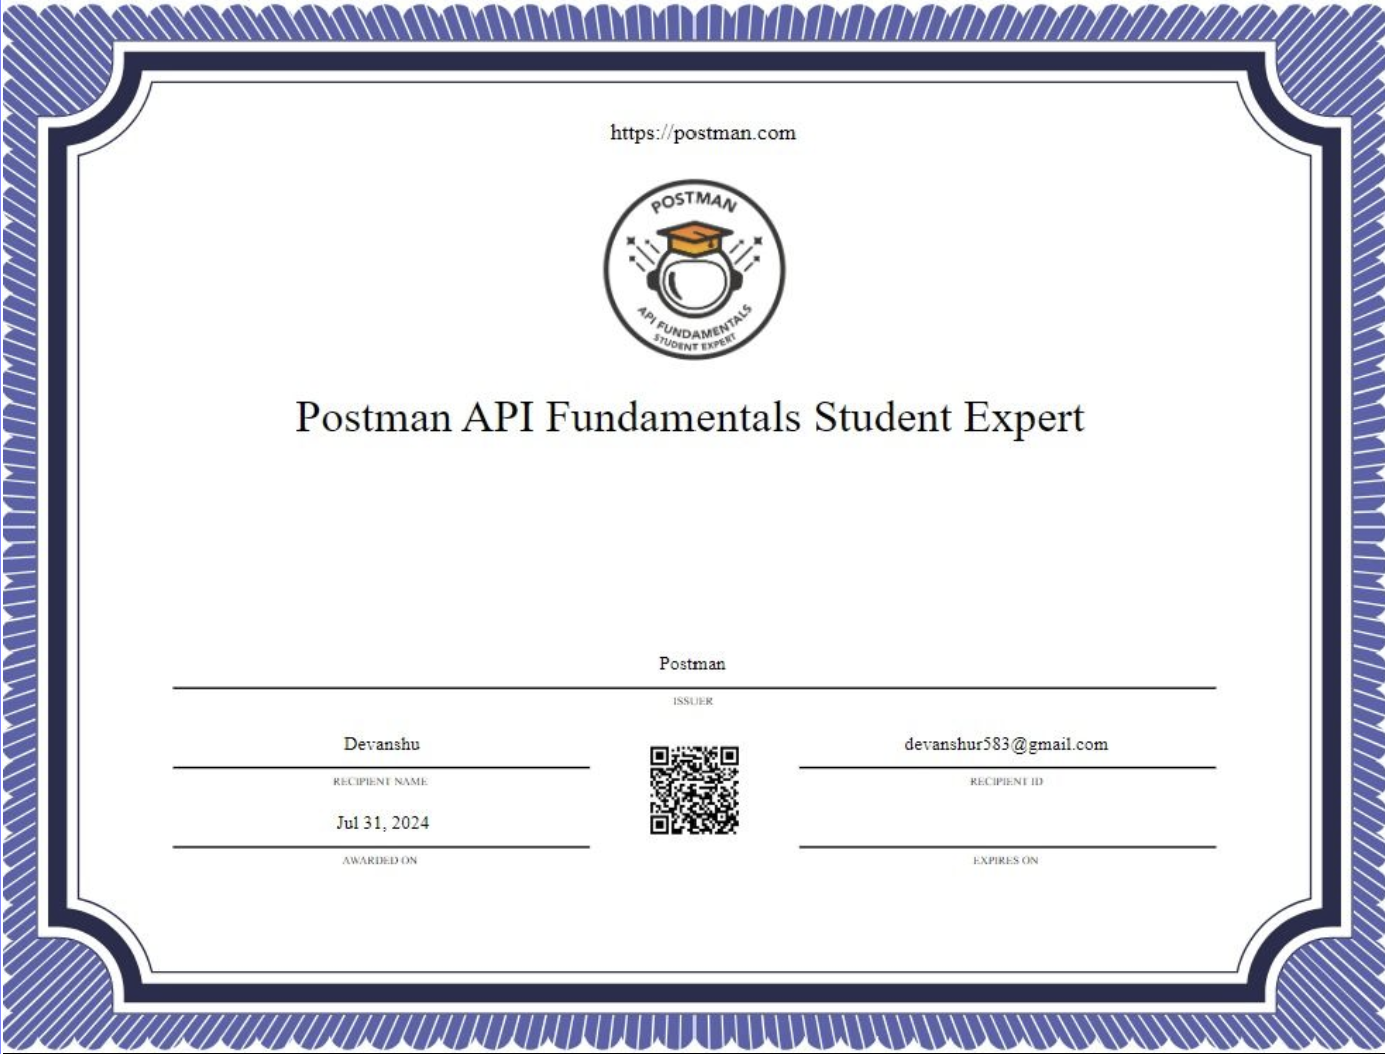 https://postman.com
POSTMAN
API FUNDAMENTALS
STUDENT EXPERT
Postman API Fundamentals Student Expert
Postman
ISSUER
Devanshu
devanshur583@gmail.com
RECIPIENT NAME
RECIPIENT ID
Jul 31, 2024
AWARDED ON
EXPIRES ON